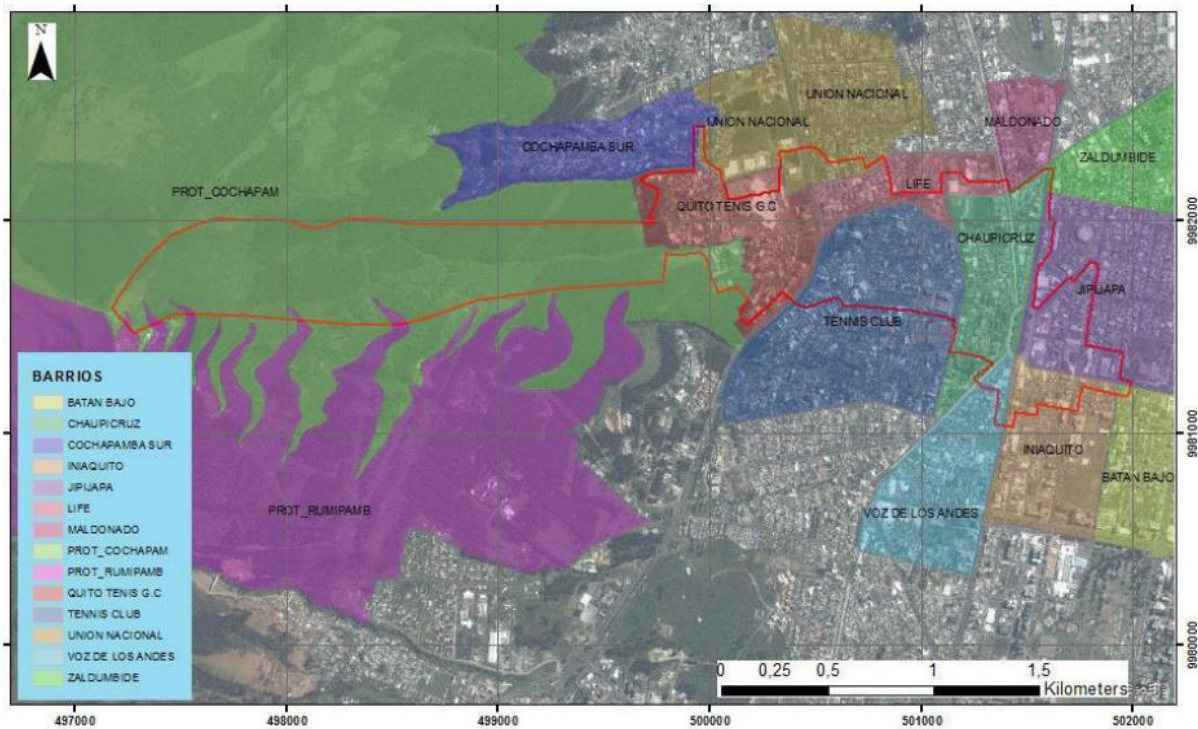 N
UNION NACIONAL
UNION NACIONAL
MALDONADO
COCHAPAMBA SUR
ZALDUMBIDE
PROT_COCHAPAM
LIFE
QUITO TENIS G.C
CHAUPICRUZ
JIPIJAPA
TENNIS CLUB
INIAQUITO
BATAN BAJO
PROT_RUMIPAMB
VOZ DE LOS ANDES
BARRIOS
BATAN BAJO
CHAUPICRUZ
COCHAPAMBA SUR
INIAQUITO
JIPIJAPA
LIFE
MALDONADO
PROT_COCHAPAM
PROT_RUMIPAMB
QUITO TENIS G.C
TENNIS CLUB
UNION NACIONAL
VOZ DE LOS ANDES
ZALDUMBIDE
0 0,25 0,5 1 1,5
Kilometers
9982000
9981000
9980000
497000 498000 499000 500000 501000 502000